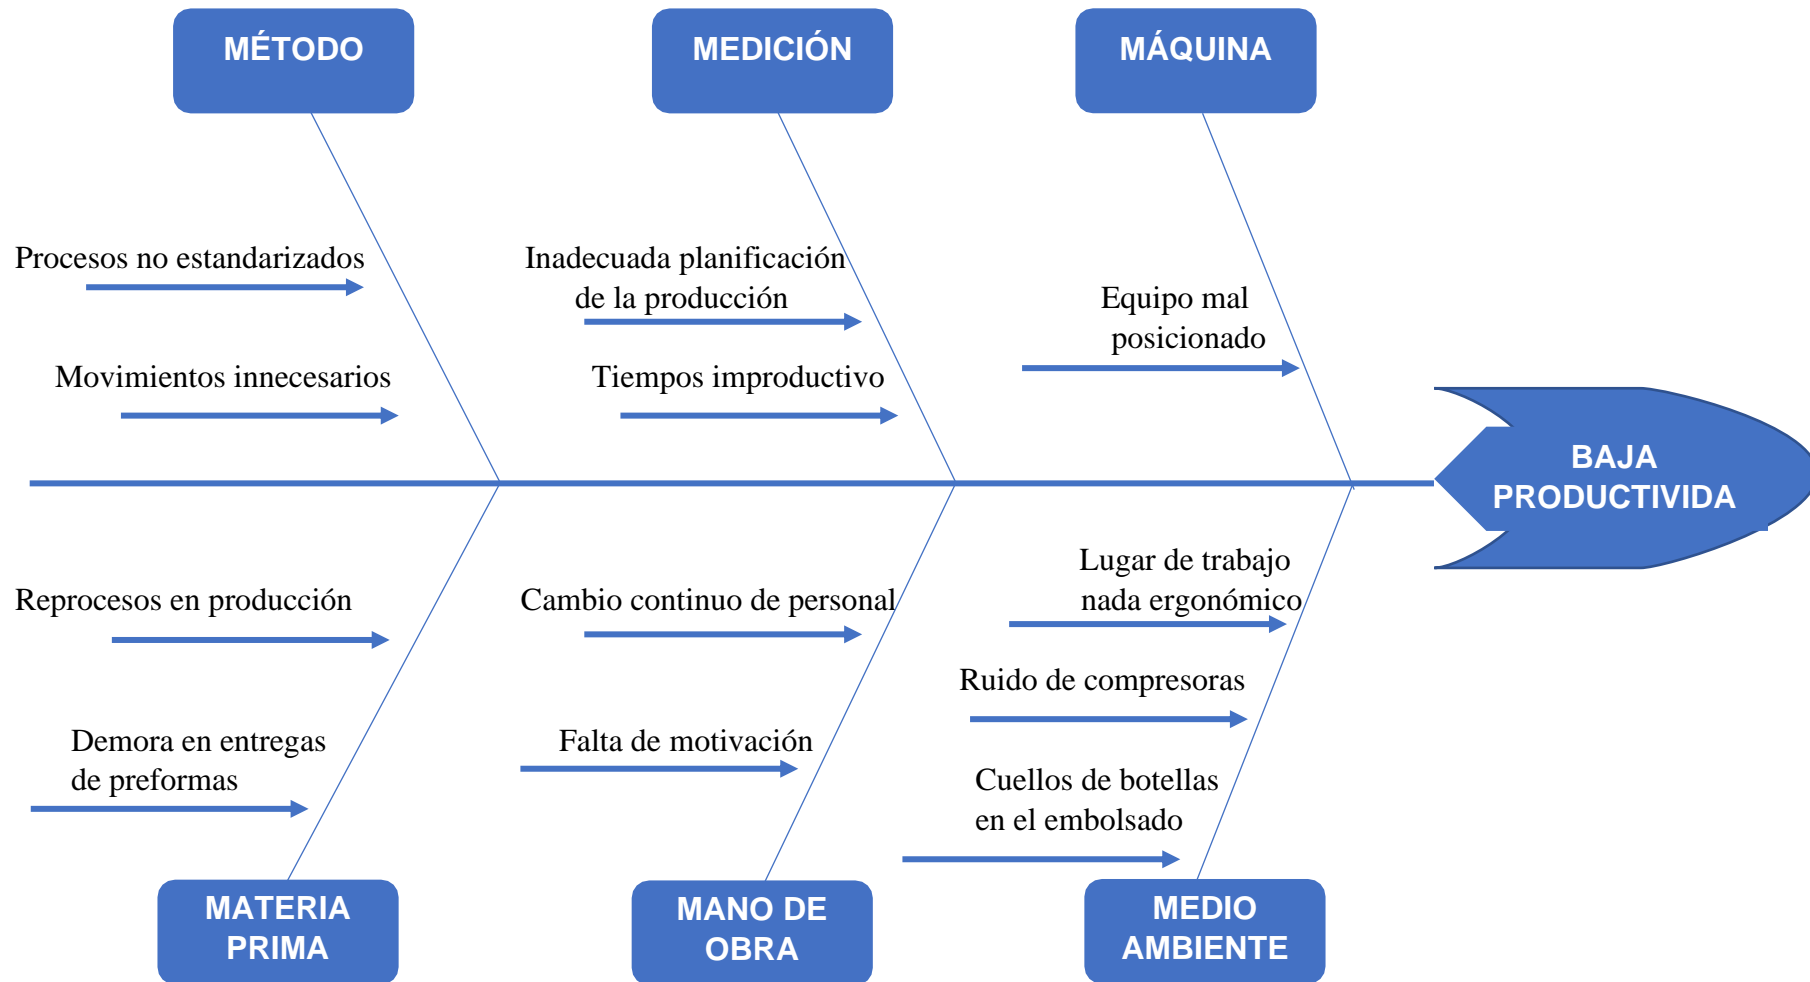 MÉTODO
MEDICIÓN
MÁQUINA
Procesos no estandarizados
Movimientos innecesarios
Inadecuada planificación
de la producción
Tiempos improductivo
Equipo mal
posicionado
BAJA
PRODUCTIVIDA
Reprocesos en producción
Demora en entregas
de preformas
Cambio continuo de personal
Falta de motivación
Lugar de trabajo
nada ergonómico
Ruido de compresoras
Cuellos de botellas
en el embolsado
MATERIA
PRIMA
MANO DE
OBRA
MEDIO
AMBIENTE